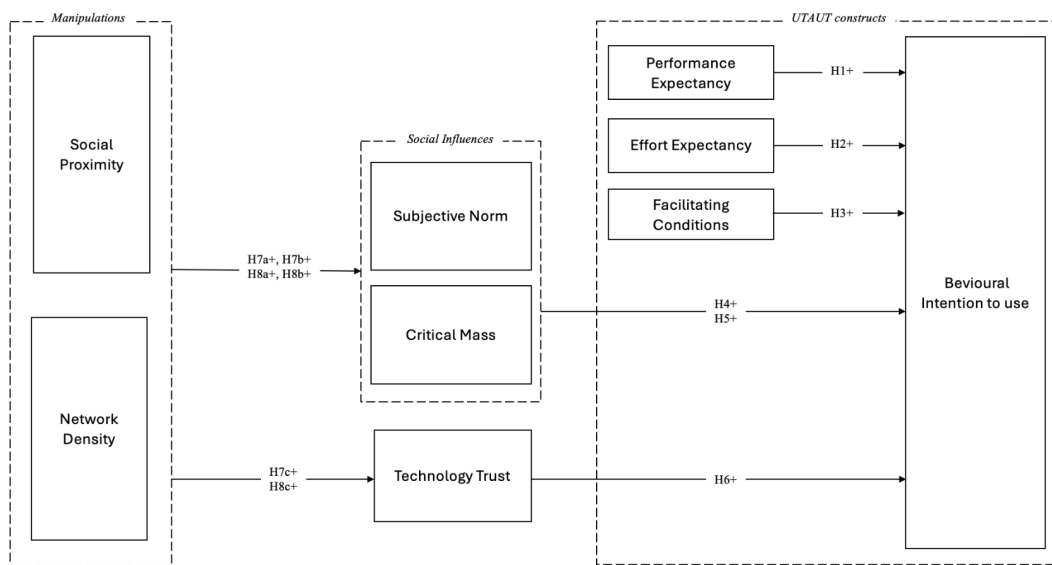 Manipulations
Social
Proximity
Network
Density
H7a+, H7b+
H8a+, H8b+
H7c+
H8c+
Social Influences
Subjective Norm
Critical Mass
Technology Trust
UTAUT constructs
Performance
Expectancy
H1+
Effort Expectancy
H2+
Facilitating
Conditions
H3+
H4+
H5+
H6+
Bevioural
Intention to use